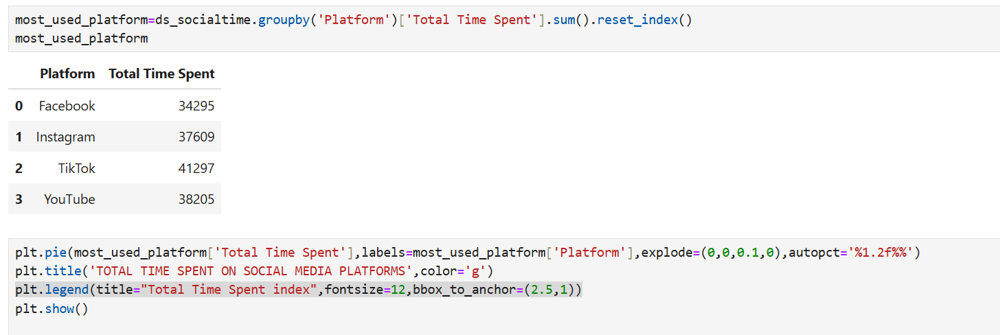 most_used_platform=ds_socialtime.groupby('Platform')['Total Time Spent'].sum().reset_index()
most_used_platform
Platform Total Time Spent
0 Facebook 34295
1 Instagram 37609
2 TikTok 41297
3 YouTube 38205
plt.pie(most_used_platform['Total Time Spent'],labels=most_used_platform['Platform'],explode=(0,0,0.1,0),autopct='%1.2f%%')
plt.title('TOTAL TIME SPENT ON SOCIAL MEDIA PLATFORMS',color='g')
plt.legend(title="Total Time Spent index",fontsize=12,bbox_to_anchor=(2.5,1))
plt.show()